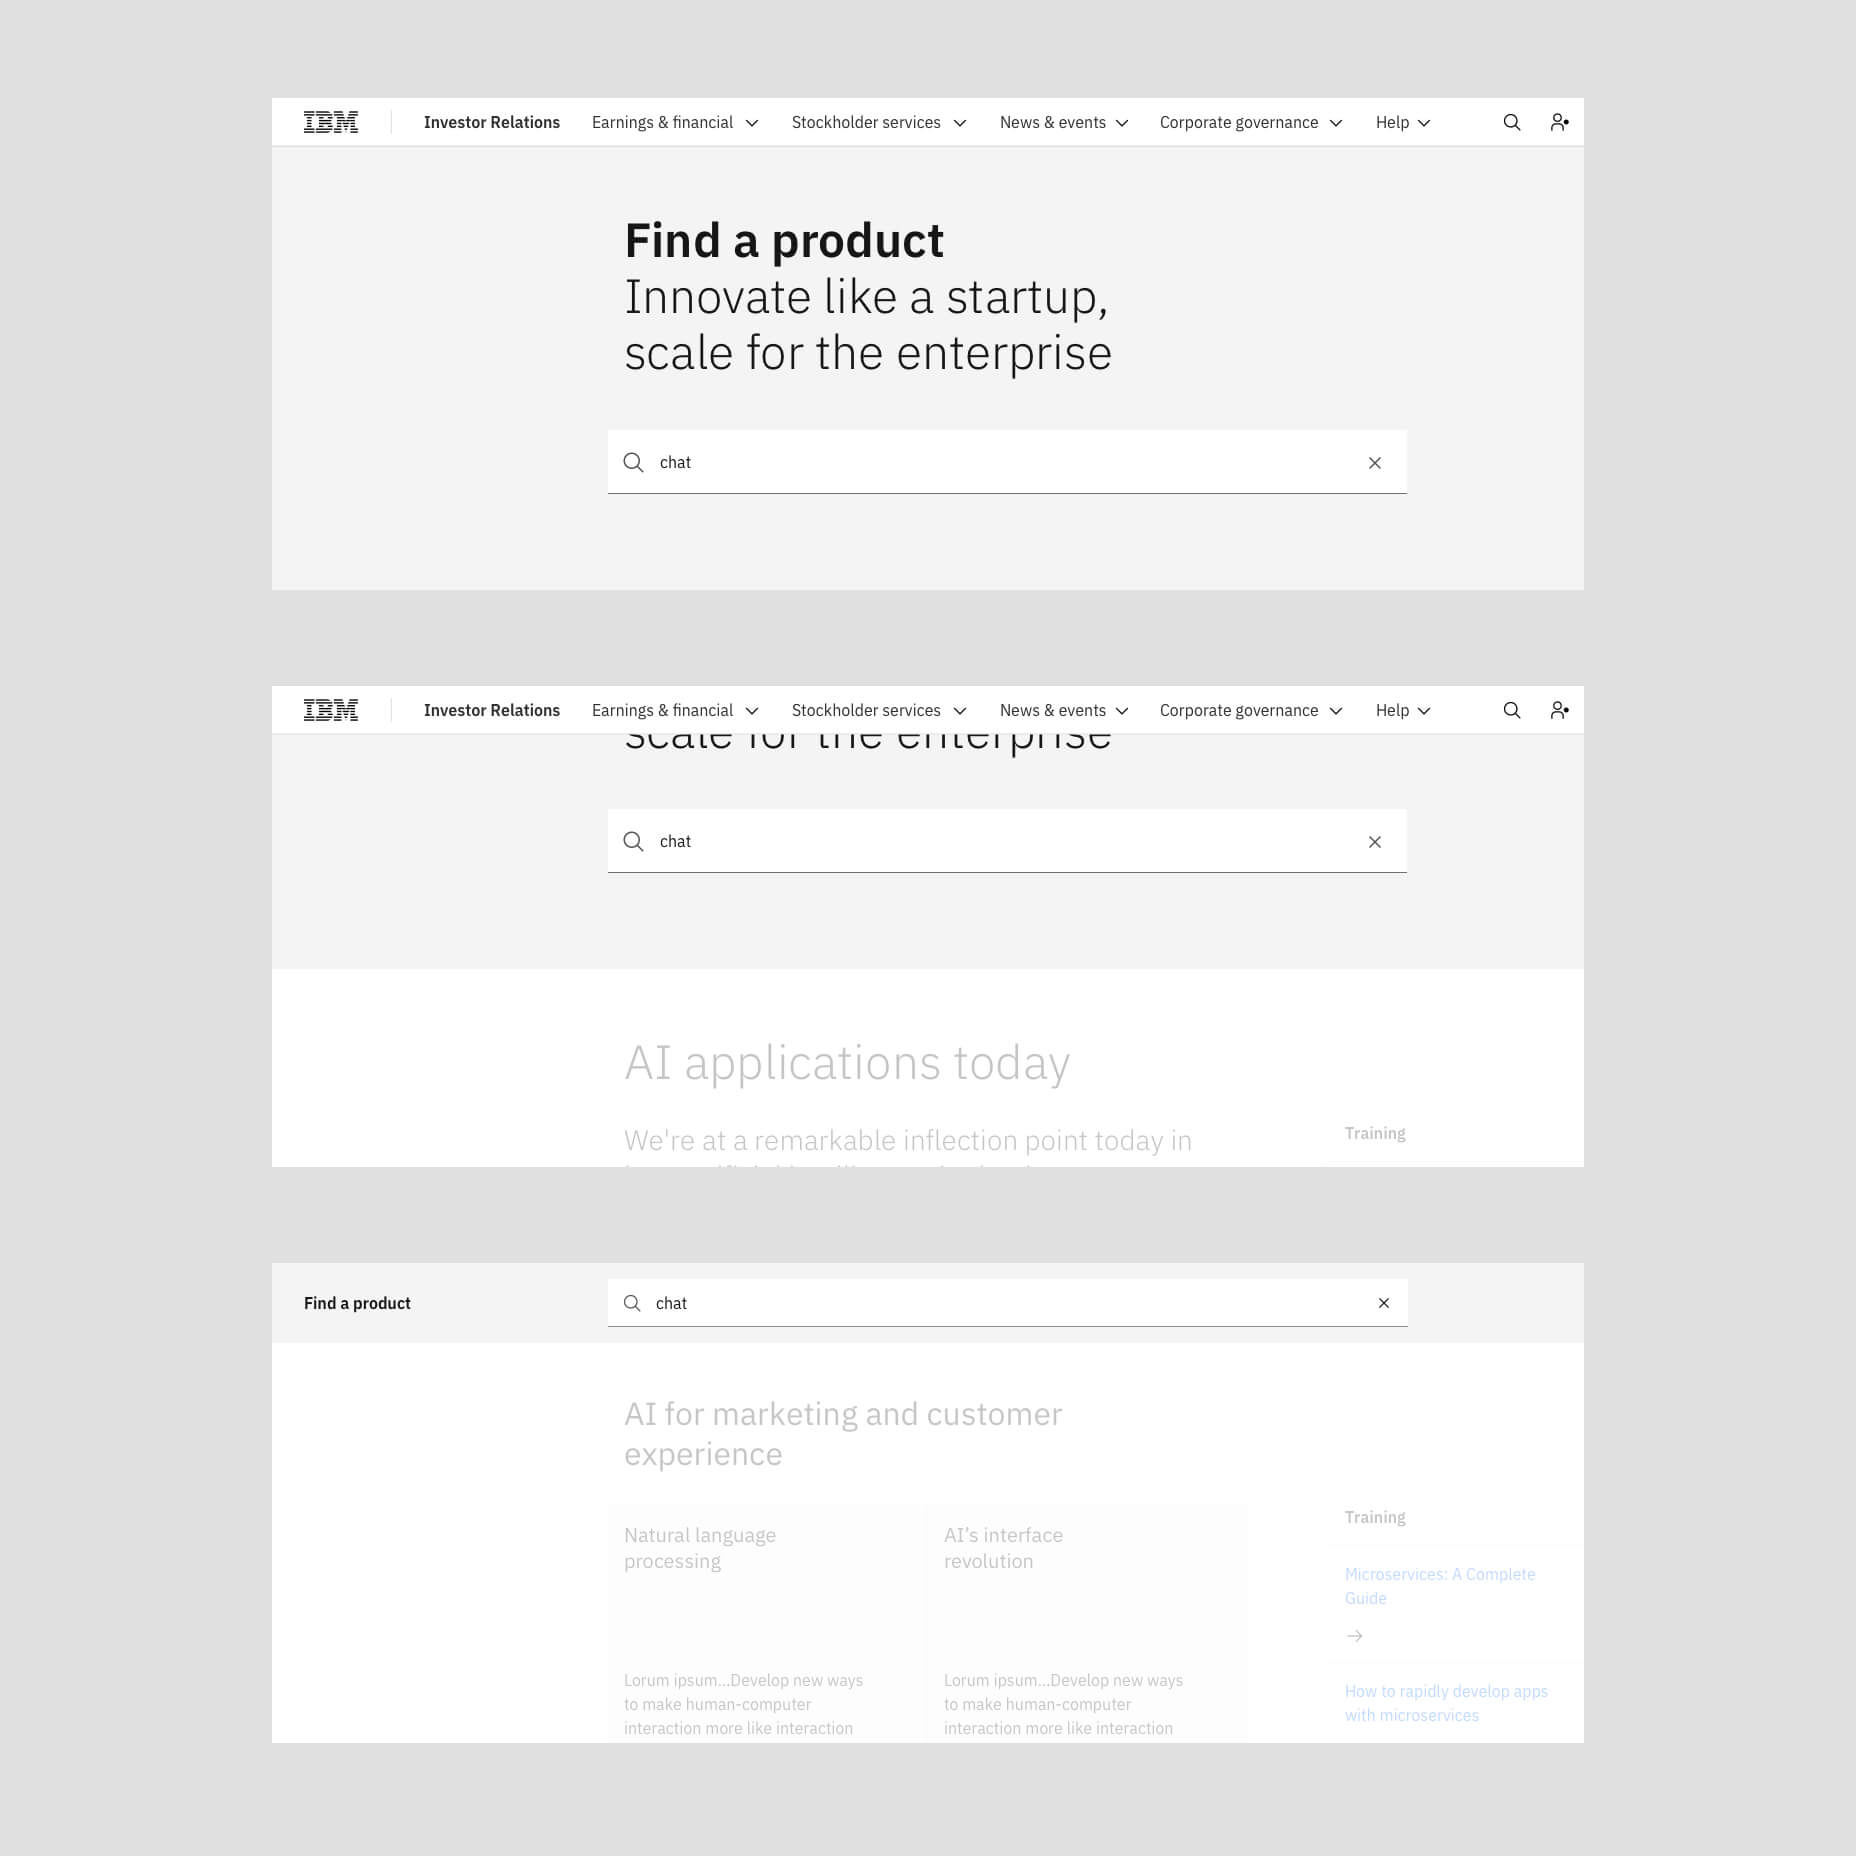 IBM Investor Relations Earnings & financial Stockholder services News & events Corporate governance Help
Find a product
Innovate like a startup,
scale for the enterprise
chat
IBM Investor Relations Earnings & financial Stockholder services News & events Corporate governance Help
scale for the enterprise
chat
AI applications today
We're at a remarkable inflection point today in
Training
Find a product
chat
AI for marketing and customer
experience
Natural language
processing
Lorum ipsum...Develop new ways
to make human-computer
interaction more like interaction
AI's interface
revolution
Lorum ipsum...Develop new ways
to make human-computer
interaction more like interaction
Training
Microservices: A Complete
Guide
How to rapidly develop apps
with microservices